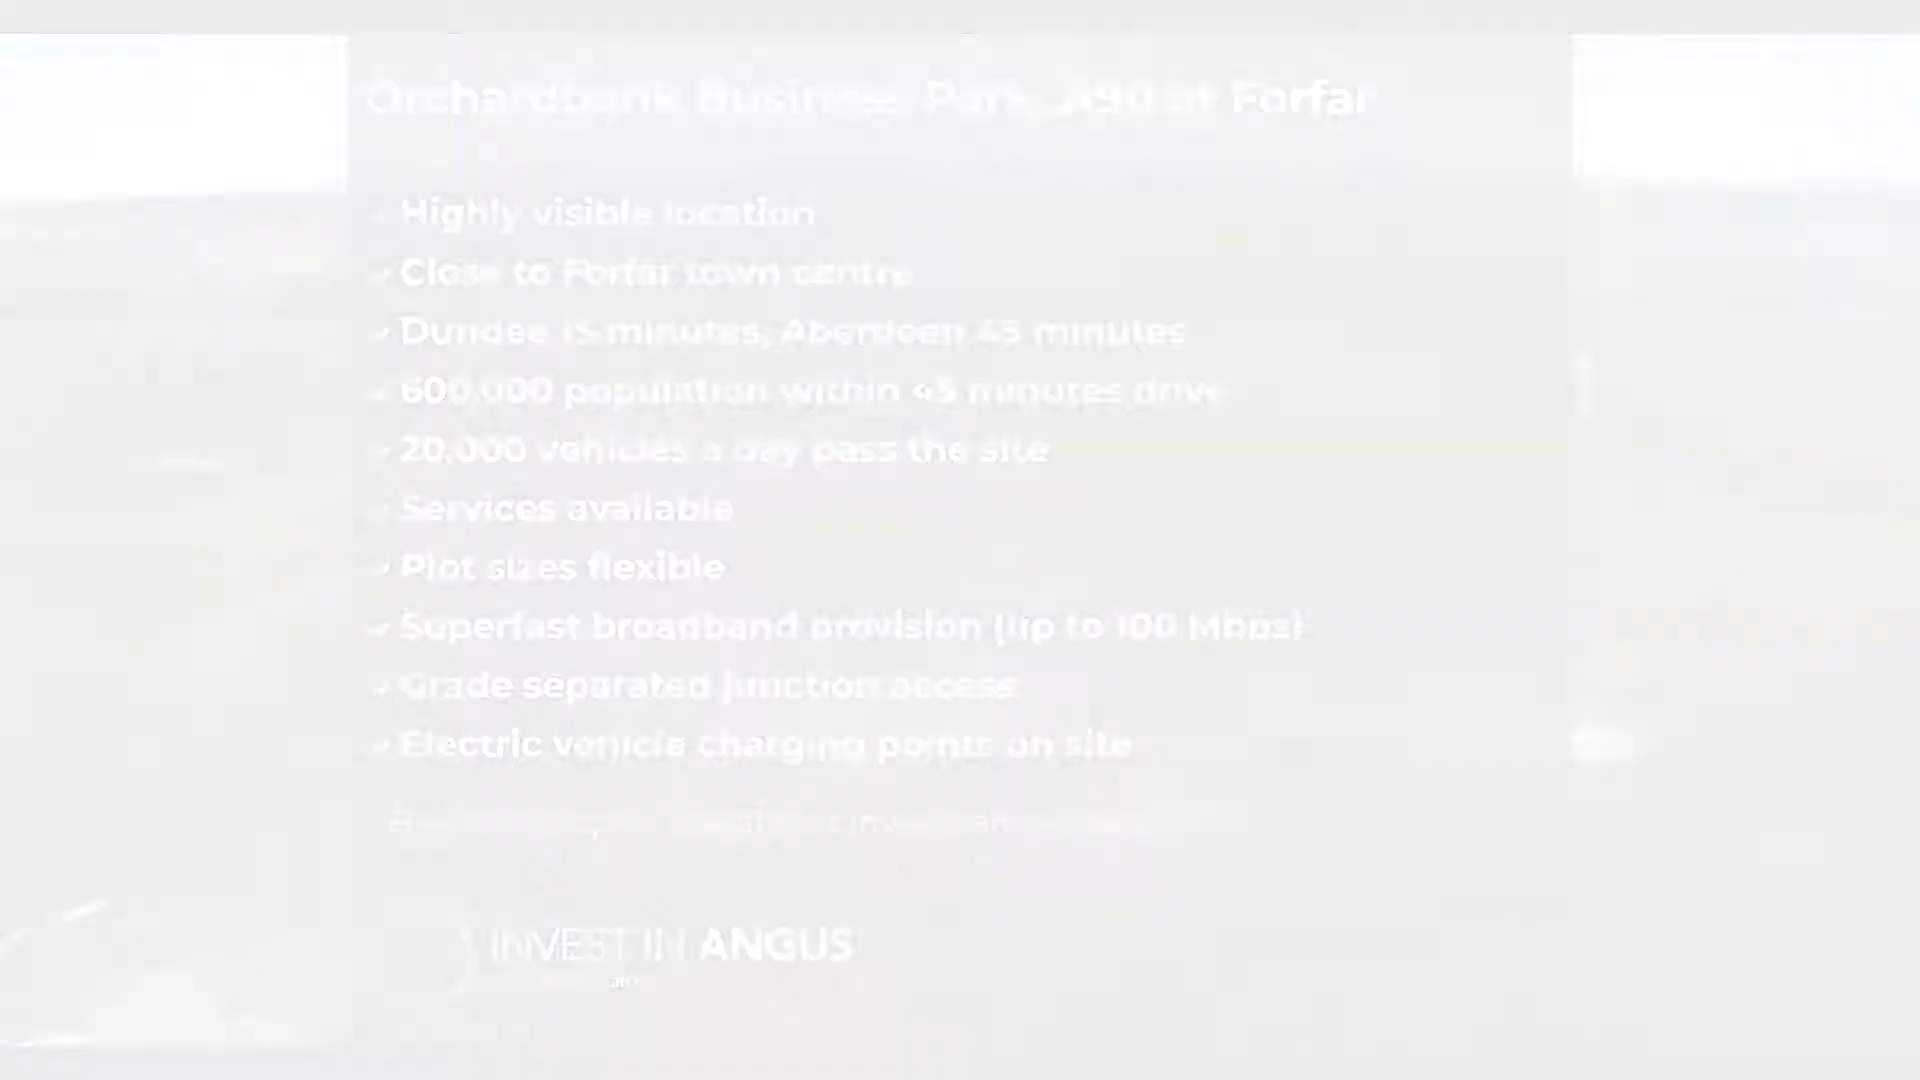 Orchardbank Business Park, A90 at Forfar
Highly visible location
Close to Forfar town centre
Dundee 15 minutes, Aberdeen 45 minutes
600,000 population within 45 minutes drive
20,000 vehicles a day pass the site
Services available
Plot sizes flexible
Superfast broadband provision (up to 100 Mbps)
Grade separated junction access
Electric vehicle charging points on site
INVEST IN ANGUS